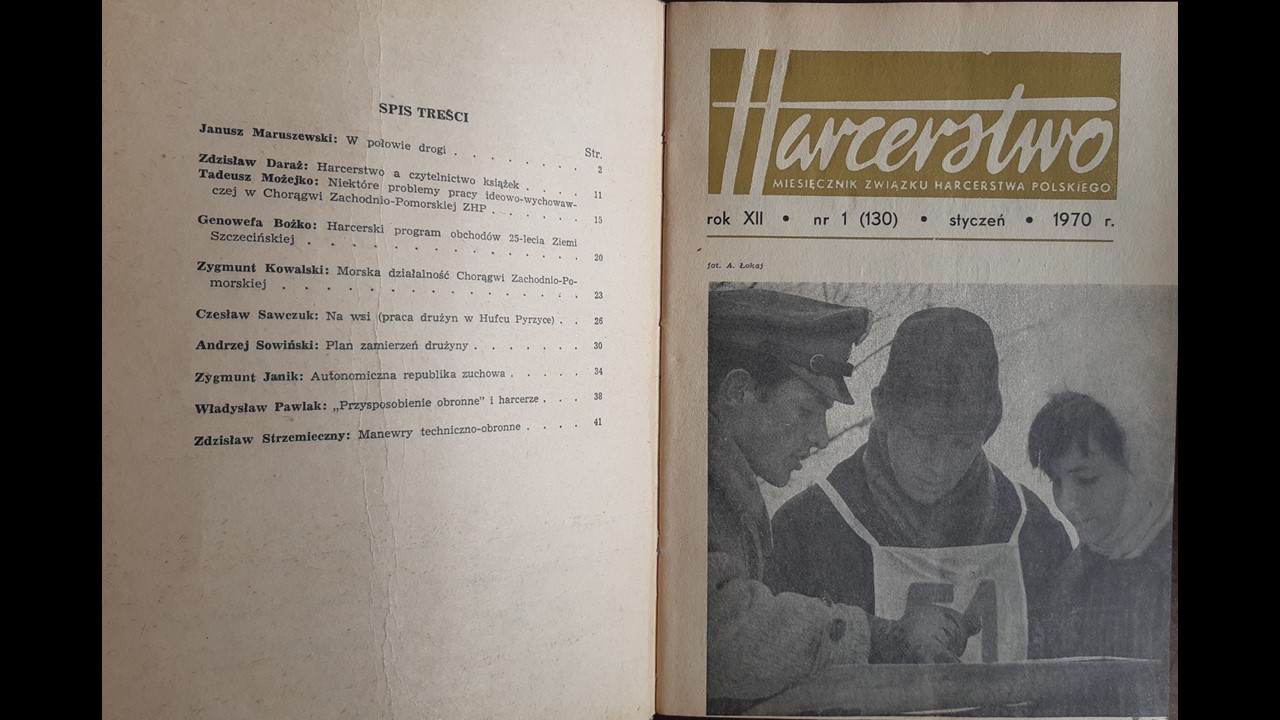 SPIS TREŚCI
Str.
Janusz Maruszewski: W połowie drogi . . . . . . . . 2
Zdzisław Daraż: Harcerstwo a czytelnictwo książek . . . . 11
Tadeusz Możejko: Niektóre problemy pracy ideowo-wychowaw-
czej w Chorągwi Zachodnio-Pomorskiej ZHP . . . . . . 15
Genowefa Bożko: Harcerski program obchodów 25-lecia Ziemi
Szczecińskiej . . . . . . . . . . . . 20
Zygmunt Kowalski: Morska działalność Chorągwi Zachodnio-Po-
morskiej . . . . . . . . . . . . . 23
Czesław Sawczuk: Na wsi (praca drużyn w Hufcu Pyrzyce) . . 26
Andrzej Sowiński: Plan zamierzeń drużyny . . . . . . . 30
Zygmunt Janik: Autonomiczna republika zuchowa . . . . . 34
Władysław Pawlak: „Przysposobienie obronne" i harcerze . . . 38
Zdzisław Strzemieczny: Manewry techniczno-obronne . . . . 41
Harcerstwo
MIESIĘCZNIK ZWIĄZKU HARCERSTWA POLSKIEGO
rok XII • nr 1 (130) • styczeń • 1970 r.
fot. A. Łokaj
51